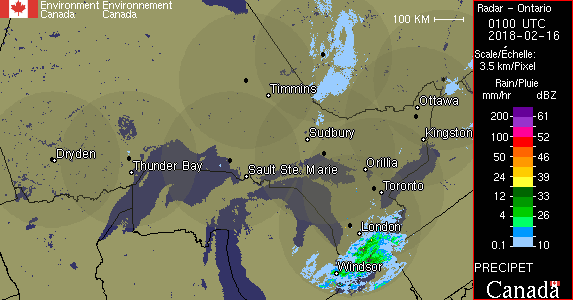 Environment Environnement
Canada Canada
100 KM
Timmins
Ottawa
Sudbury
Kingston
Dryden
Thunder Bay
Sault Ste. Marie
Orillia
Toronto
London
Windsor
Radar - Ontario
0100 UTC
2018-02-16
Scale/Échelle:
3.5 km/Pixel
Rain/Pluie
mm/hr dBZ
200 61
100 52
50 46
24 39
12 33
4 26
0.1 10
PRECIPET
Canada